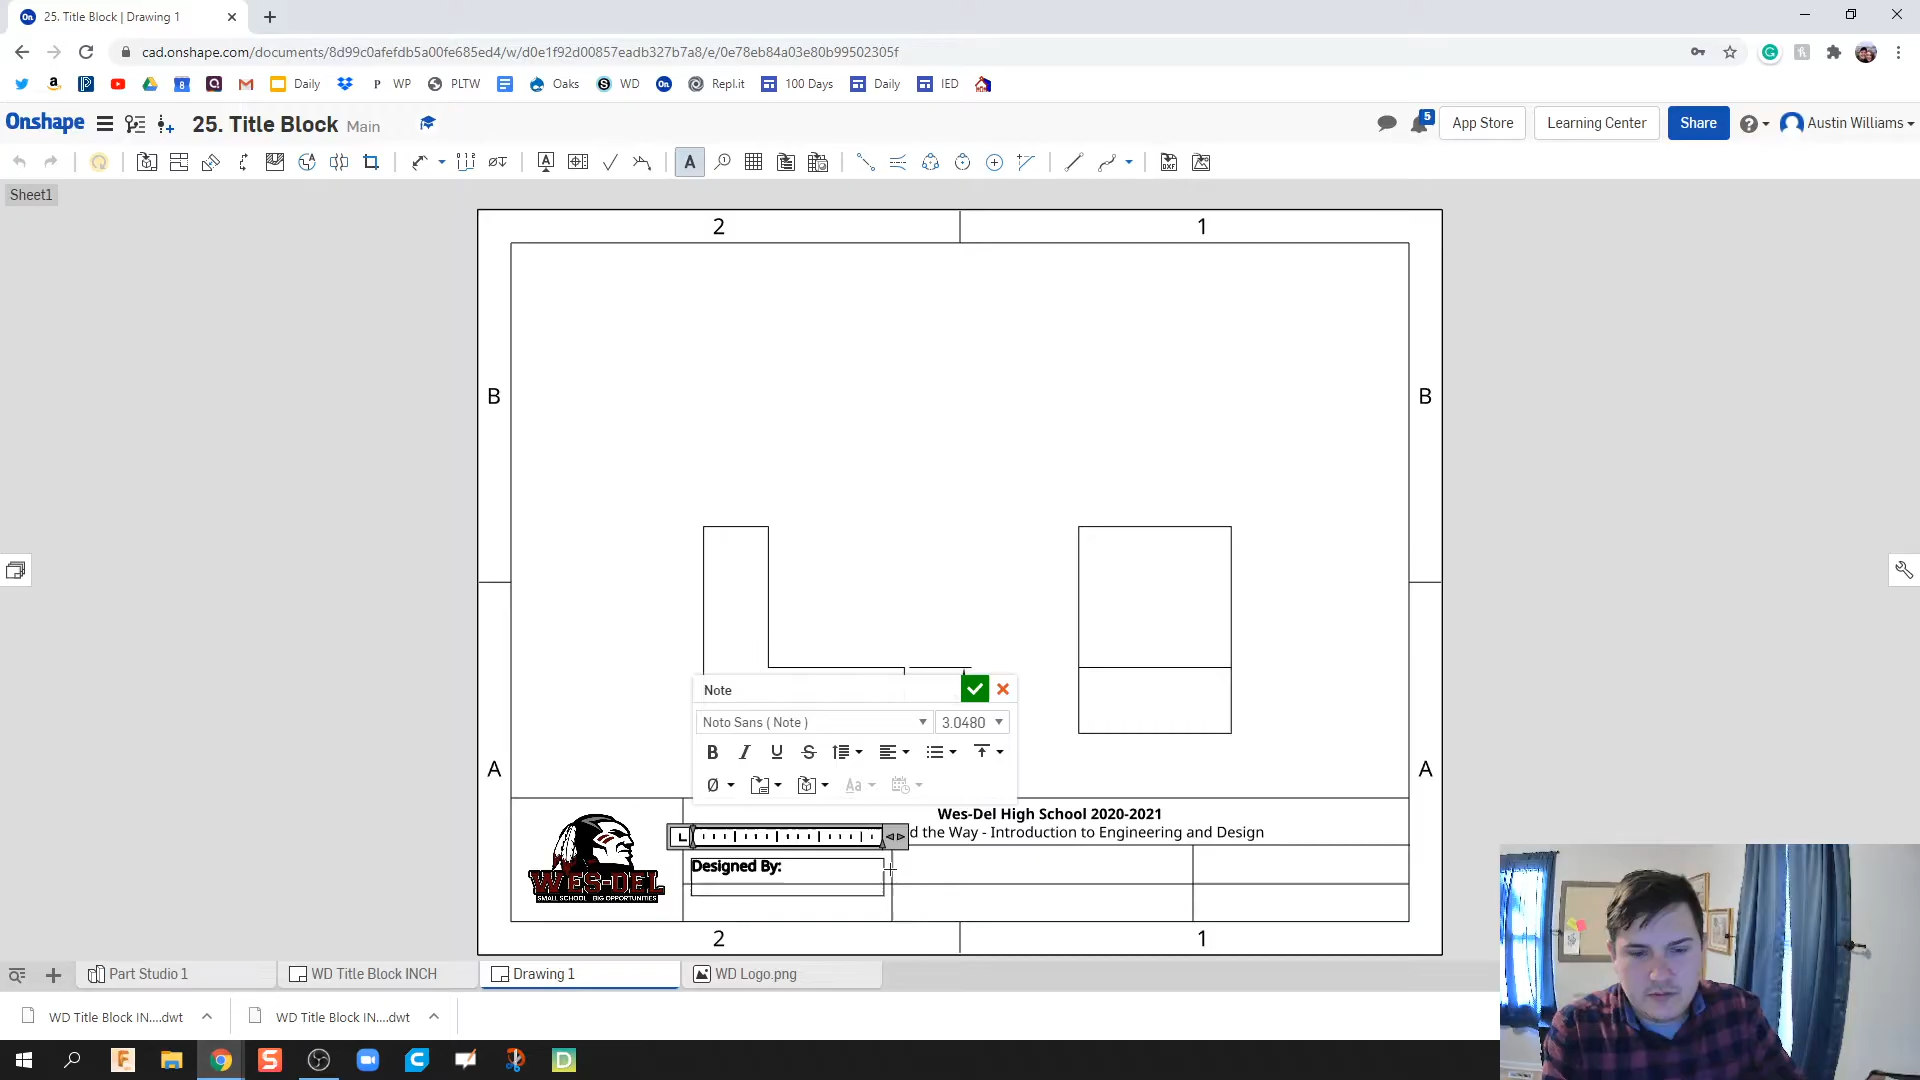 25. Title Block | Drawing 1
cad.onshape.com/documents/8d99c0afefdb5a00fe685ed4/w/d0e1f92d00857eadb327b7a8/e/0e78eb84a03e80b99502305f
Daily
WP
PLTW
Oaks
WD
Repl.it
100 Days
Daily
IED
Onshape
25. Title Block Main
5
App Store
Learning Center
Share
Austin Williams
Sheet1
2
1
B
B
A
A
Note
Noto Sans ( Note )
3.0480
Wes-Del High School 2020-2021
d the Way - Introduction to Engineering and Design
Designed By:
WES-DEL
SMALL SCHOOL BIG OPPORTUNITIES
2
1
Part Studio 1
WD Title Block INCH
Drawing 1
WD Logo.png
WD Title Block IN....dwt
WD Title Block IN....dwt